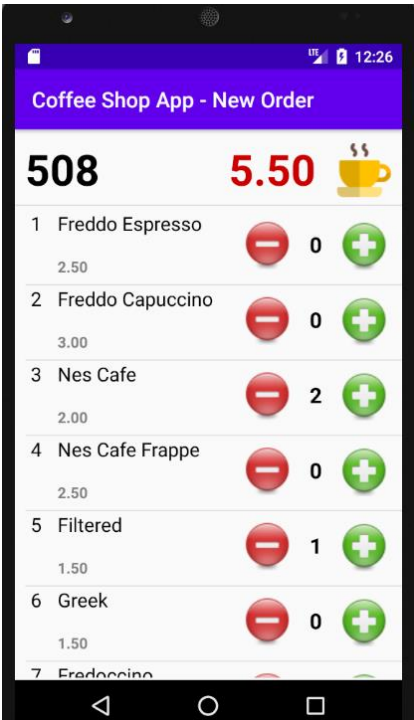 LTE 12:26
Coffee Shop App - New Order
508 5.50
1 Freddo Espresso
0
2.50
2 Freddo Capuccino
0
3.00
3 Nes Cafe
2
2.00
4 Nes Cafe Frappe
0
2.50
5 Filtered
1
1.50
6 Greek
0
1.50
7 Fredoccino